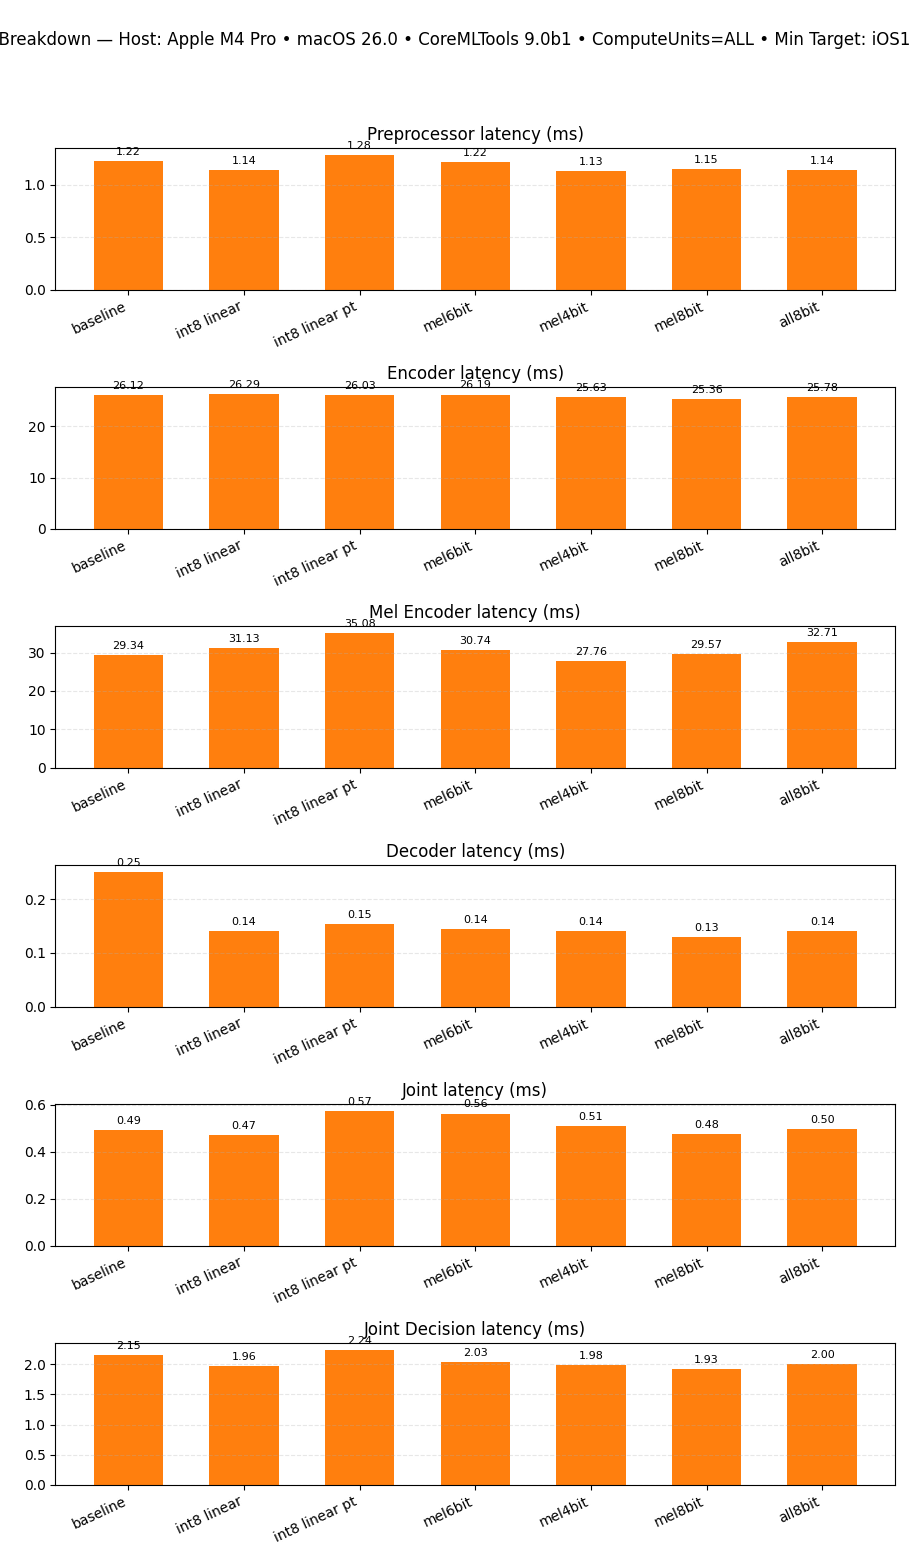 Breakdown — Host: Apple M4 Pro • macOS 26.0 • CoreMLTools 9.0b1 • ComputeUnits=ALL • Min Target: iOS1
Preprocessor latency (ms)
1.22 1.14 1.28 1.22 1.13 1.15 1.14
1.0
0.5
0.0
baseline int8 linear int8 linear pt mel6bit mel4bit mel8bit all8bit
Encoder latency (ms)
26.12 26.29 26.03 26.19 25.63 25.36 25.78
20
10
0
baseline int8 linear int8 linear pt mel6bit mel4bit mel8bit all8bit
Mel Encoder latency (ms)
29.34 31.13 35.08 30.74 27.76 29.57 32.71
30
20
10
0
baseline int8 linear int8 linear pt mel6bit mel4bit mel8bit all8bit
Decoder latency (ms)
0.25 0.14 0.15 0.14 0.14 0.13 0.14
0.2
0.1
0.0
baseline int8 linear int8 linear pt mel6bit mel4bit mel8bit all8bit
Joint latency (ms)
0.49 0.47 0.57 0.56 0.51 0.48 0.50
0.6
0.4
0.2
0.0
baseline int8 linear int8 linear pt mel6bit mel4bit mel8bit all8bit
Joint Decision latency (ms)
2.15 1.96 2.24 2.03 1.98 1.93 2.00
2.0
1.5
1.0
0.5
0.0
baseline int8 linear int8 linear pt mel6bit mel4bit mel8bit all8bit